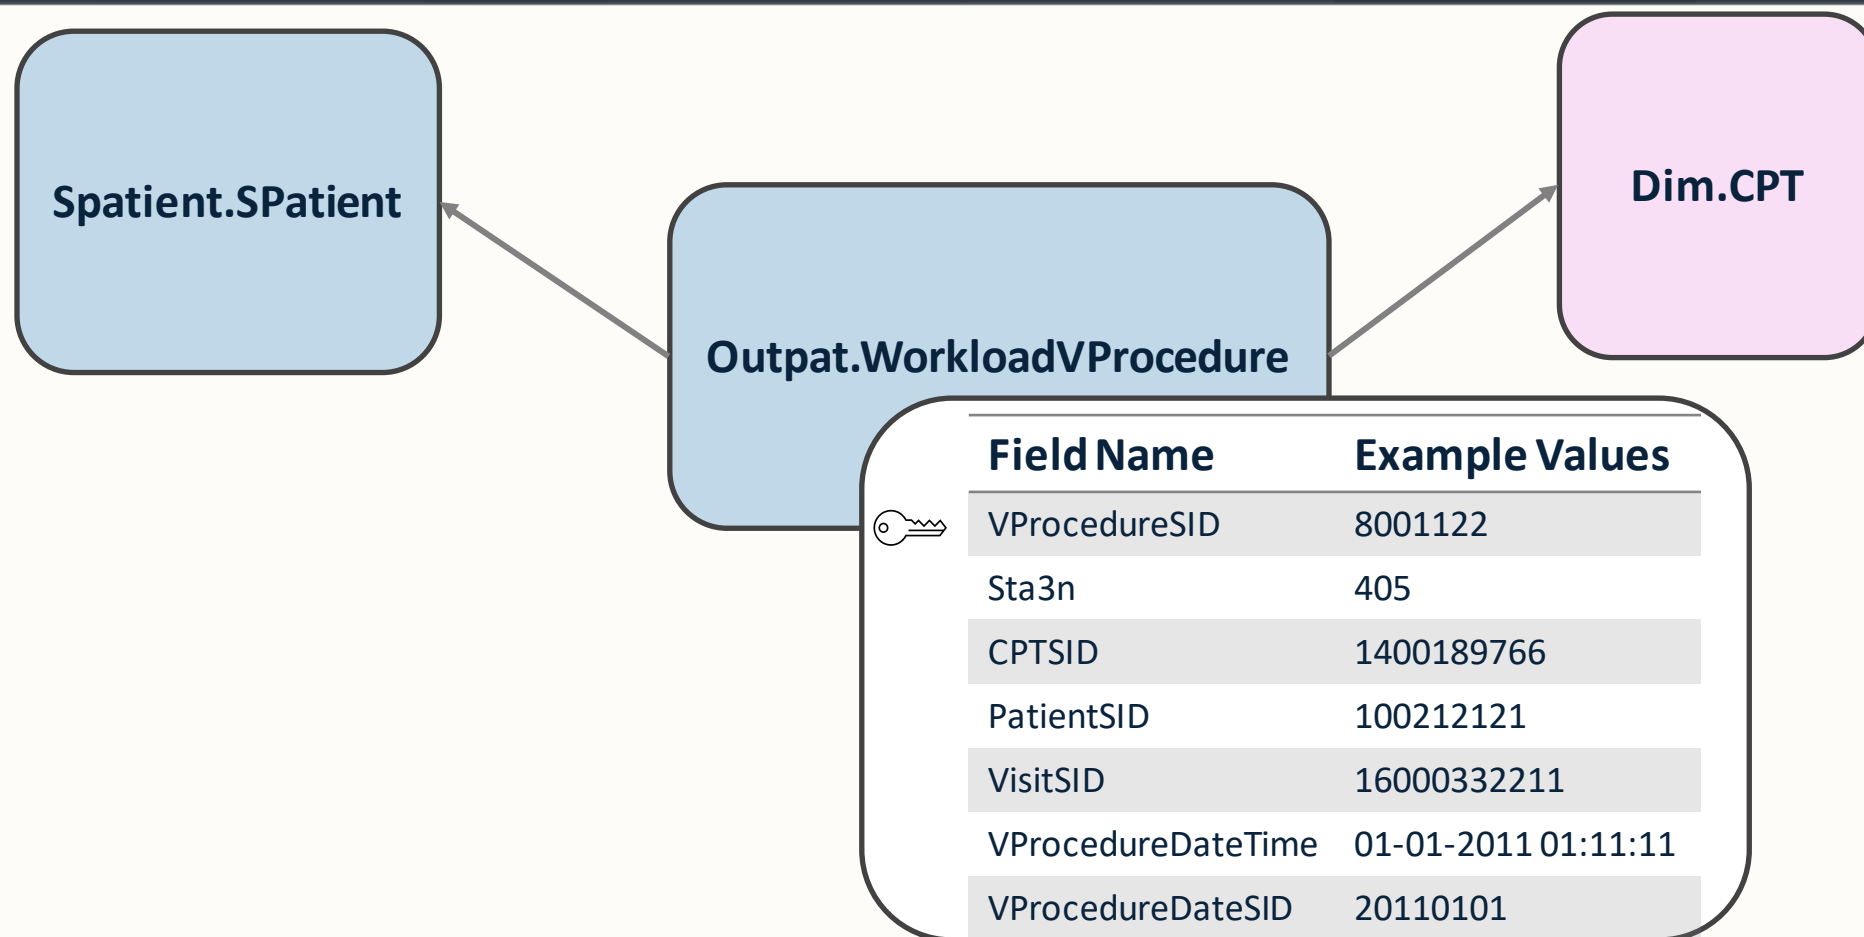 Spatient.SPatient
Dim.CPT
Outpat.WorkloadVProcedure
Field Name Example Values
VProcedureSID 8001122
Sta3n 405
CPTSID 1400189766
PatientSID 100212121
VisitSID 16000332211
VProcedureDateTime 01-01-2011 01:11:11
VProcedureDateSID 20110101